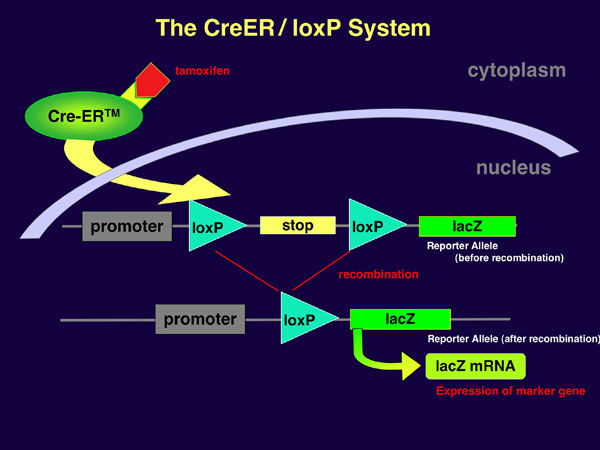 The CreER / loxP System
tamoxifen
cytoplasm
Cre-ER™
nucleus
promoter
loxP
stop
loxP
lacZ
Reporter Allele
(before recombination)
recombination
promoter
loxP
lacZ
Reporter Allele (after recombination)
lacZ mRNA
Expression of marker gene